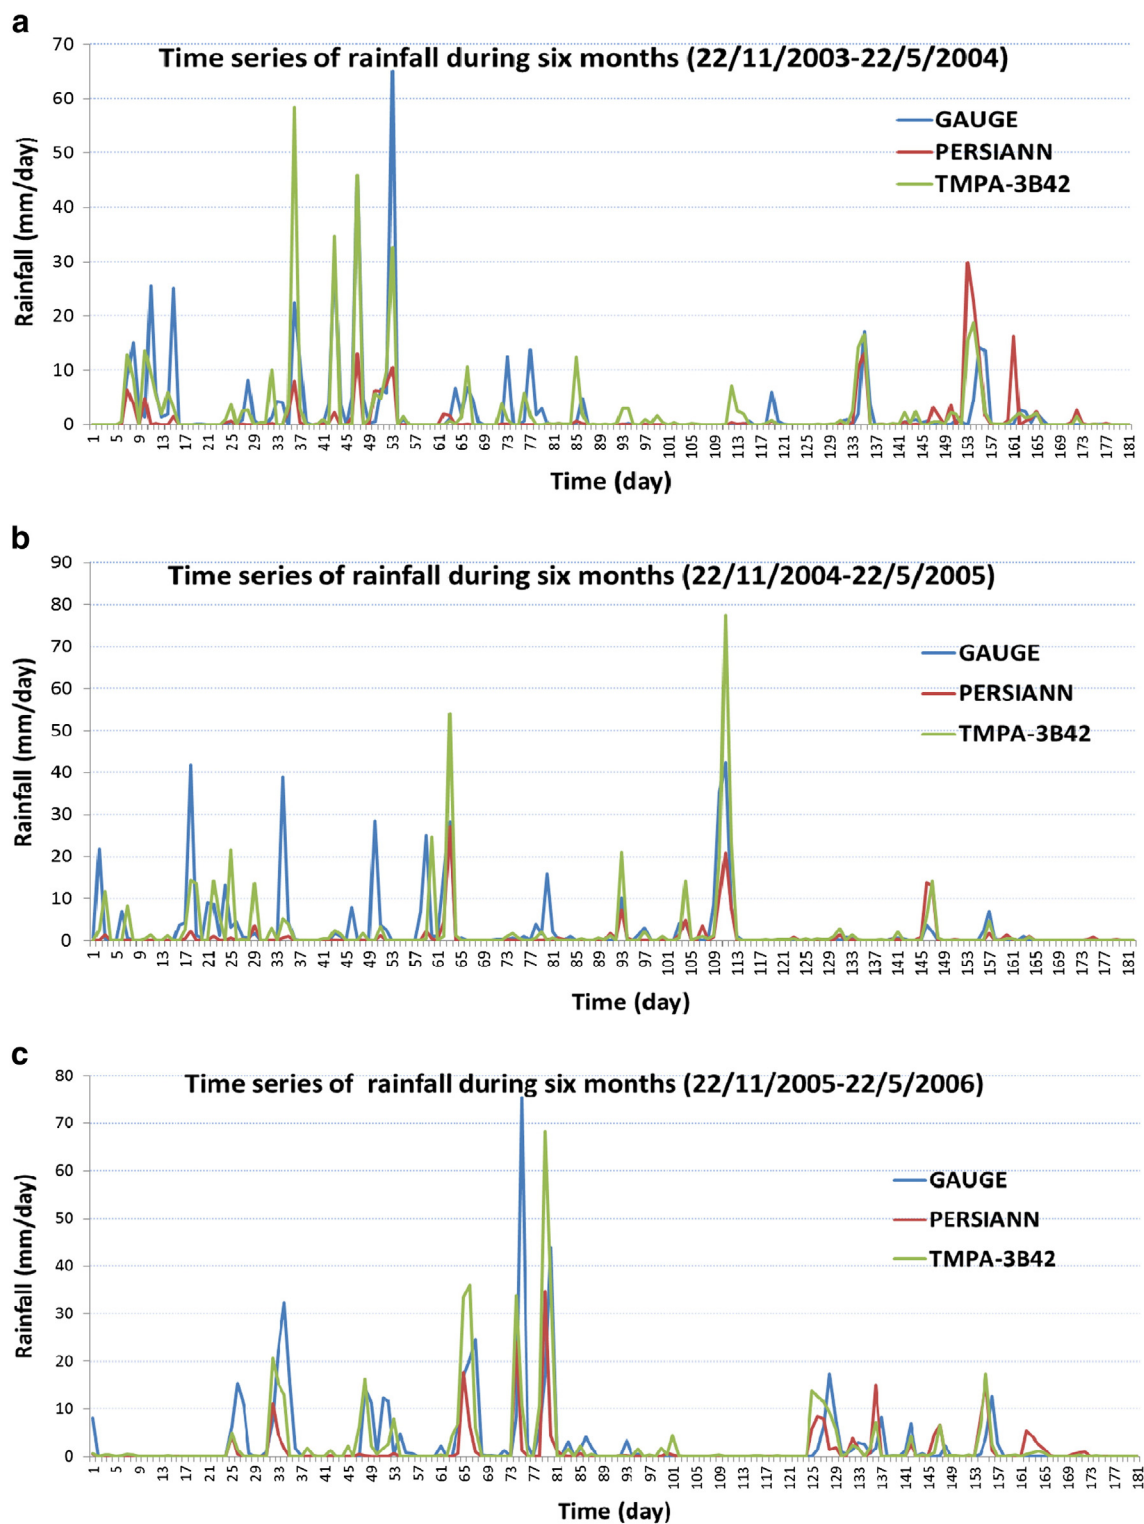 a
Time series of rainfall during six months (22/11/2003-22/5/2004)
70
60
50
40
30
20
10
0
Rainfall (mm/day)
GAUGE
PERSIANN
TMPA-3B42
1 5 9 13 17 21 25 29 33 37 41 45 49 53 57 61 65 69 73 77 81 85 89 93 97 101 105 109 113 117 121 125 129 133 137 141 145 149 153 157 161 165 169 173 177 181
Time (day)
b
Time series of rainfall during six months (22/11/2004-22/5/2005)
90
80
70
60
50
40
30
20
10
0
Rainfall (mm/day)
GAUGE
PERSIANN
TMPA-3B42
1 5 9 13 17 21 25 29 33 37 41 45 49 53 57 61 65 69 73 77 81 85 89 93 97 101 105 109 113 117 121 125 129 133 137 141 145 149 153 157 161 165 169 173 177 181
Time (day)
c
Time series of rainfall during six months (22/11/2005-22/5/2006)
80
70
60
50
40
30
20
10
0
Rainfall (mm/day)
GAUGE
PERSIANN
TMPA-3B42
1 5 9 13 17 21 25 29 33 37 41 45 49 53 57 61 65 69 73 77 81 85 89 93 97 101 105 109 113 117 121 125 129 133 137 141 145 149 153 157 161 165 169 173 177 181
Time (day)